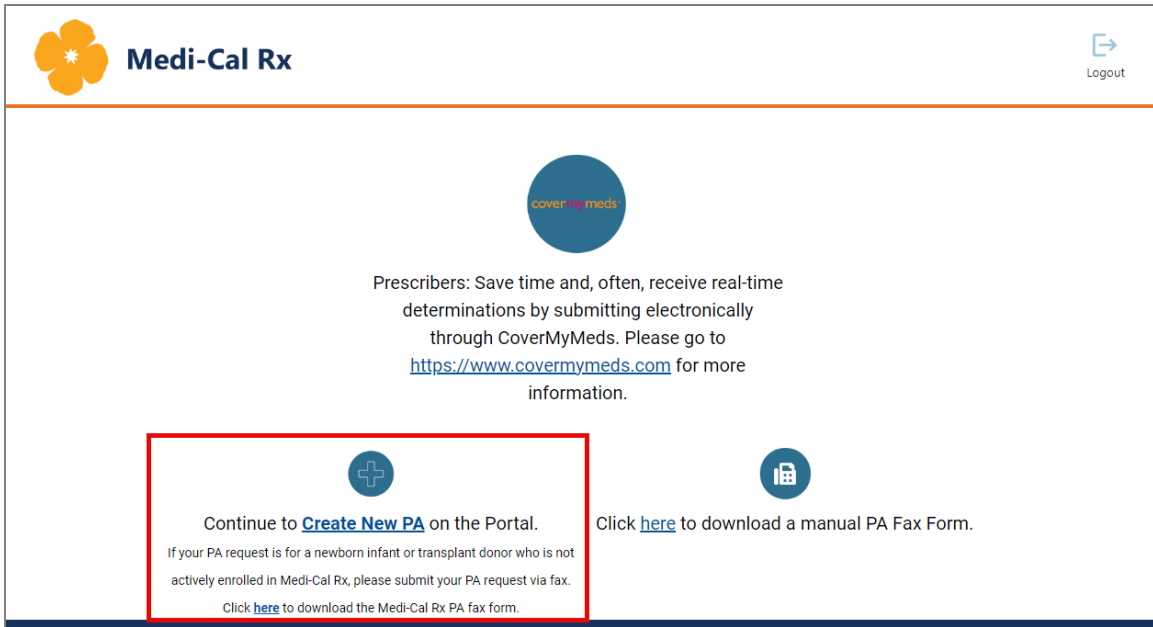 Medi-Cal Rx
Logout
covermymeds
Prescribers: Save time and, often, receive real-time
determinations by submitting electronically
through CoverMyMeds. Please go to
https://www.covermymeds.com for more
information.
Continue to Create New PA on the Portal.
If your PA request is for a newborn infant or transplant donor who is not
actively enrolled in Medi-Cal Rx, please submit your PA request via fax.
Click here to download the Medi-Cal Rx PA fax form.
Click here to download a manual PA Fax Form.